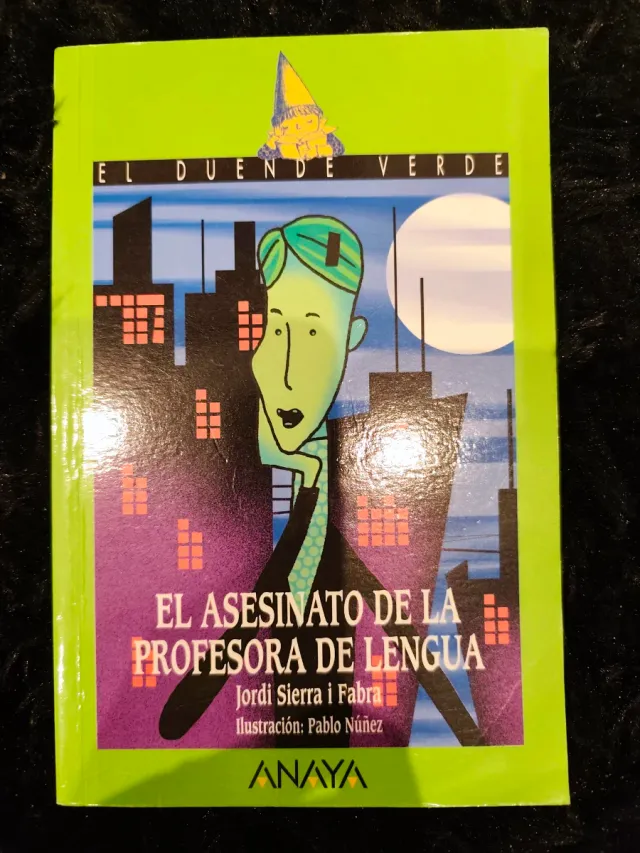 EL DUENDE VERDE
EL ASESINATO DE LA
PROFESORA DE LENGUA
Jordi Sierra i Fabra
Ilustración: Pablo Núñez
ANAYA